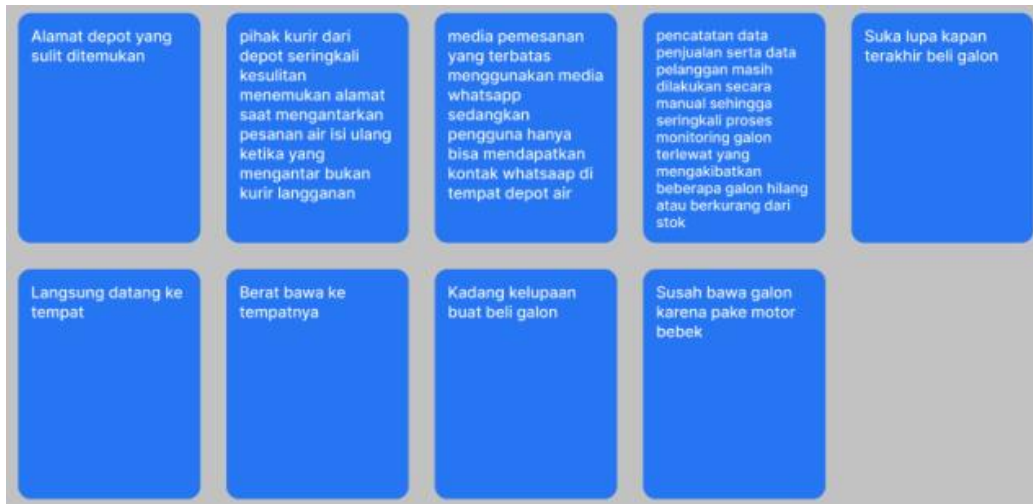 Alamat depot yang
sulit ditemukan
pihak kurir dari
depot seringkali
kesulitan
menemukan alamat
saat mengantarkan
pesanan air isi ulang
ketika yang
mengantar bukan
kurir langganan
media pemesanan
yang terbatas
menggunakan media
whatsapp
sedangkan
pengguna hanya
bisa mendapatkan
kontak whatsaap di
tempat depot air
pencatatan data
penjualan serta data
pelanggan masih
dilakukan secara
manual sehingga
seringkali proses
monitoring galon
terlewat yang
mengakibatkan
beberapa galon hilang
atau berkurang dari
stok
Suka lupa kapan
terakhir beli galon
Langsung datang ke
tempat
Berat bawa ke
tempatnya
Kadang kelupaan
buat beli galon
Susah bawa galon
karena pake motor
bebek